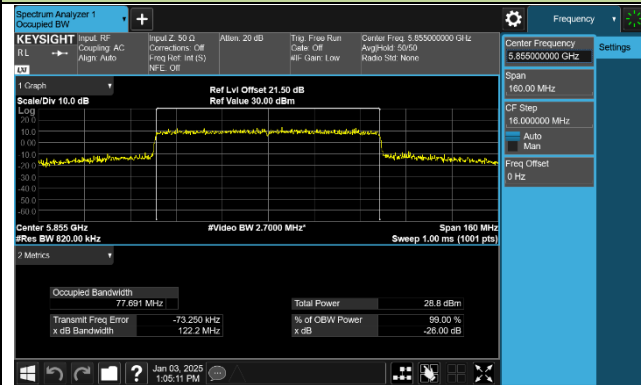 Spectrum Analyzer 1
Occupied BW
Frequency
KEYSIGHT
RL
LXI
Input: RF
Coupling: AC
Align: Auto
Input Z: 50 Ω
Corrections: Off
Freq Ref: Int (S)
NFE: Off
Atten: 20 dB
Trig: Free Run
Gate: Off
#IF Gain: Low
Center Freq: 5.855000000 GHz
Avg|Hold: 50/50
Radio Std: None
Center Frequency
5.855000000 GHz
Settings
Span
160.00 MHz
CF Step
16.000000 MHz
Auto
Man
Freq Offset
0 Hz
1 Graph
Scale/Div 10.0 dB
Ref Lvl Offset 21.50 dB
Ref Value 30.00 dBm
Log
20.0
10.0
0.00
-10.0
-20.0
-30.0
-40.0
-50.0
-60.0
Center 5.855 GHz
#Video BW 2.7000 MHz*
Span 160 MHz
#Res BW 820.00 kHz
Sweep 1.00 ms (1001 pts)
2 Metrics
Occupied Bandwidth
77.691 MHz
Total Power 28.8 dBm
Transmit Freq Error -73.250 kHz
% of OBW Power 99.00 %
x dB Bandwidth 122.2 MHz
x dB -26.00 dB
Jan 03, 2025
1:05:11 PM